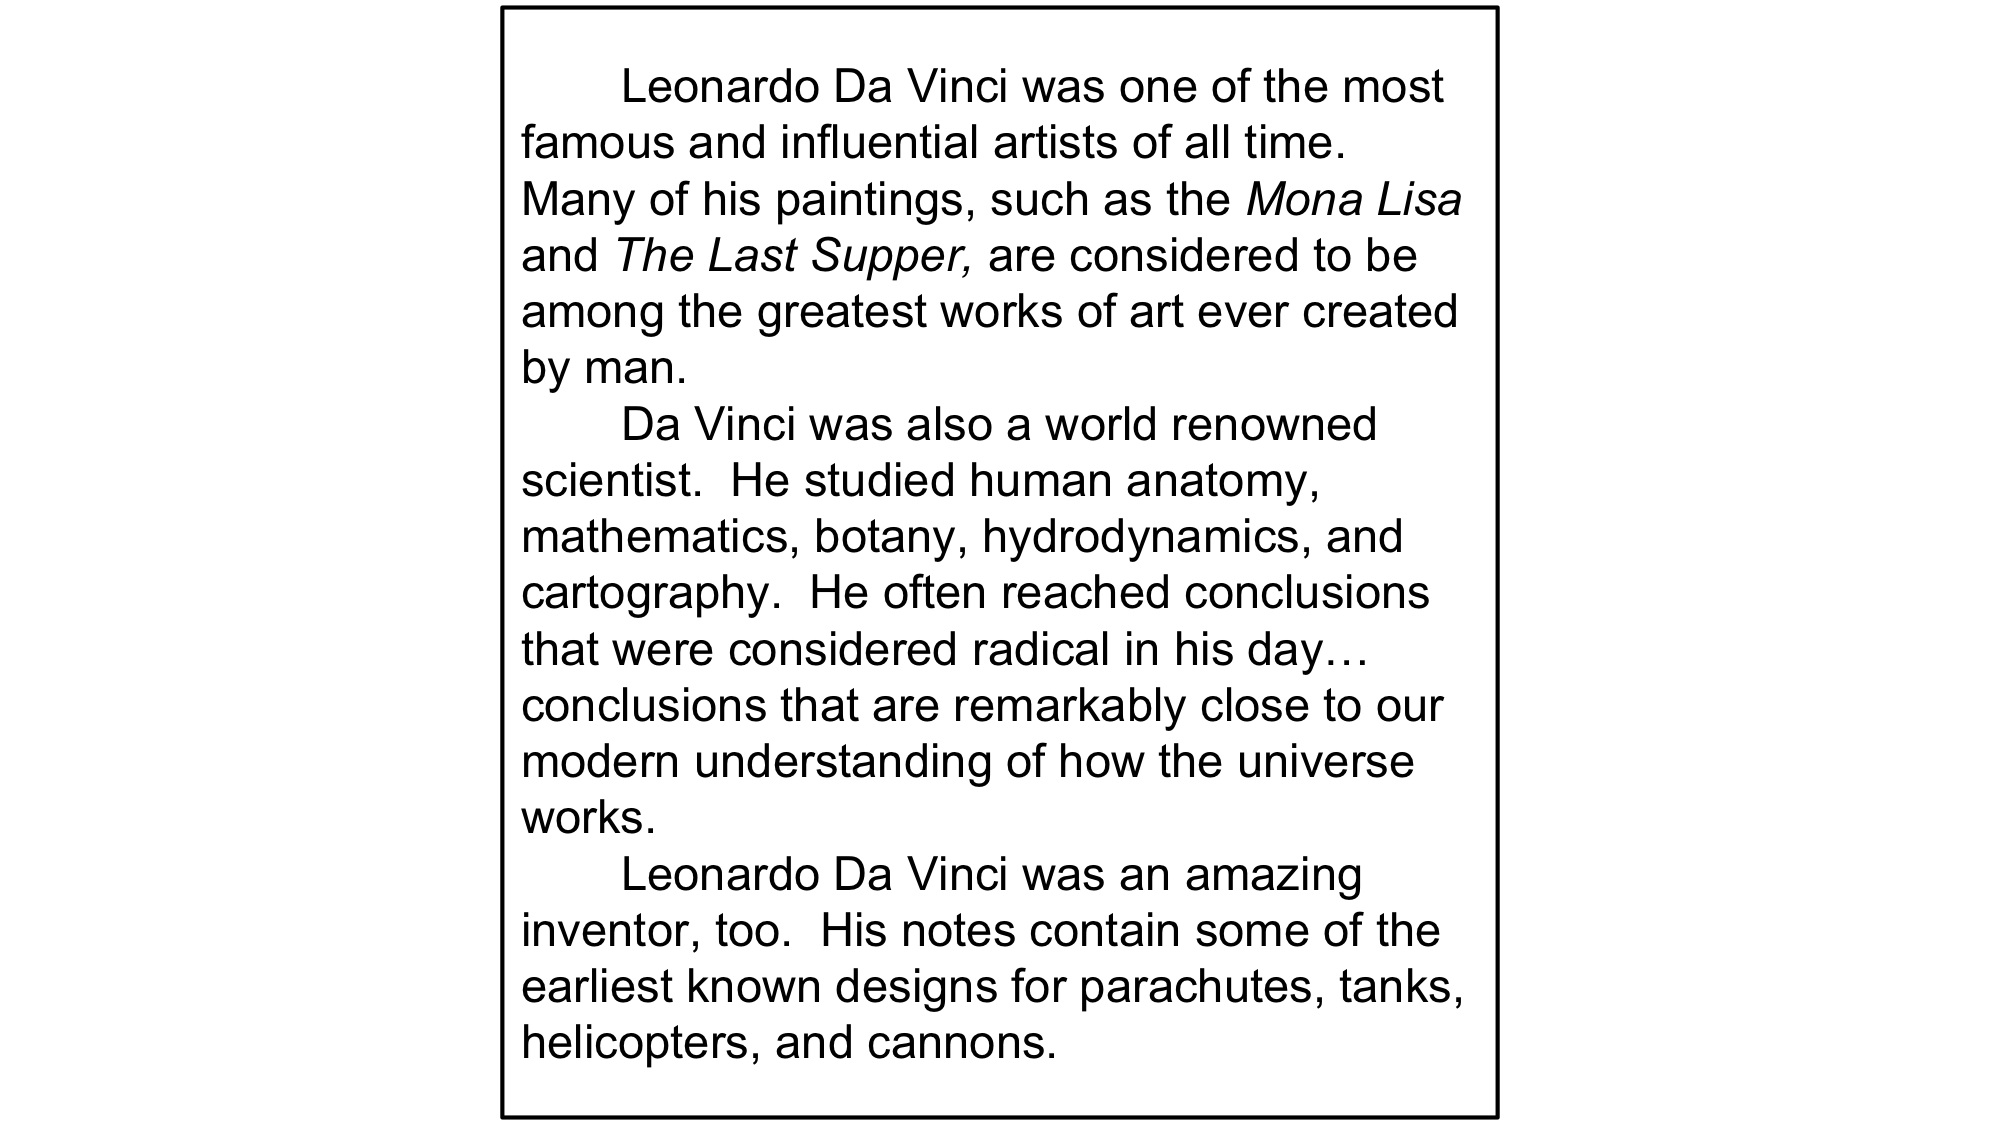 Leonardo Da Vinci was one of the most
famous and influential artists of all time.
Many of his paintings, such as the Mona Lisa
and The Last Supper, are considered to be
among the greatest works of art ever created
by man.
Da Vinci was also a world renowned
scientist.  He studied human anatomy,
mathematics, botany, hydrodynamics, and
cartography.  He often reached conclusions
that were considered radical in his day…
conclusions that are remarkably close to our
modern understanding of how the universe
works.
Leonardo Da Vinci was an amazing
inventor, too.  His notes contain some of the
earliest known designs for parachutes, tanks,
helicopters, and cannons.